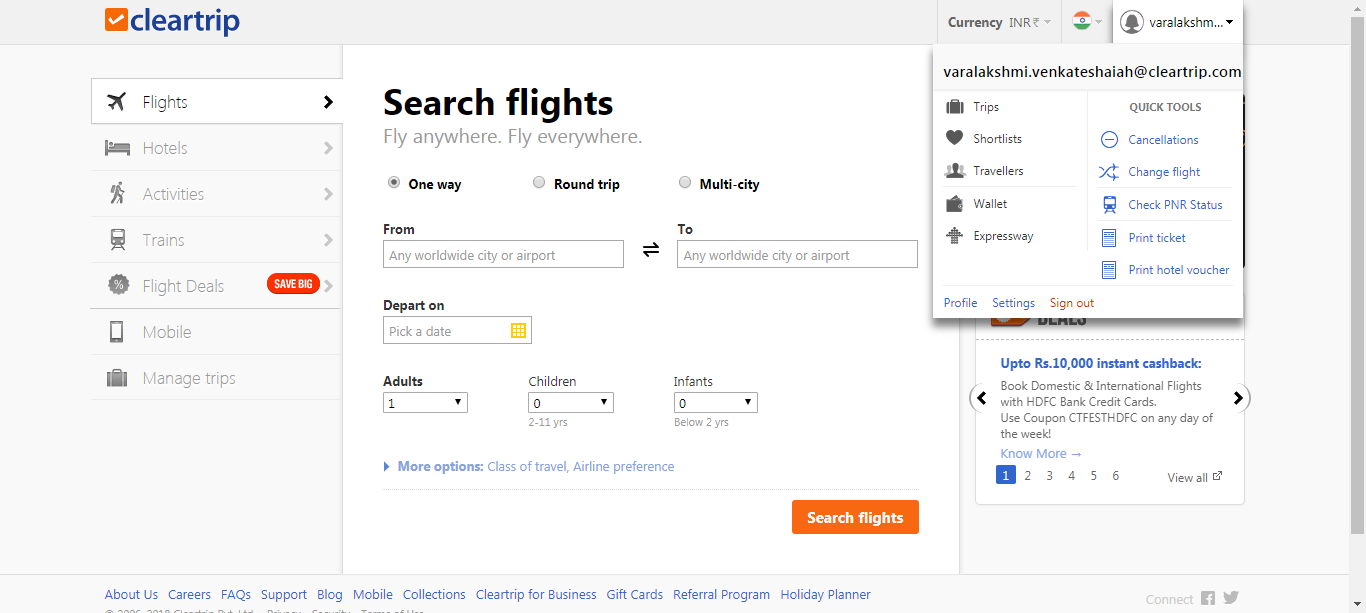 cleartrip
Currency INR ₹
varalakshm...
varalakshmi.venkateshaiah@cleartrip.com
Trips
Shortlists
Travellers
Wallet
Expressway
QUICK TOOLS
Cancellations
Change flight
Check PNR Status
Print ticket
Print hotel voucher
Profile Settings Sign out
Flights
Hotels
Activities
Trains
Flight Deals SAVE BIG
Mobile
Manage trips
Search flights
Fly anywhere. Fly everywhere.
One way Round trip Multi-city
From To
Any worldwide city or airport Any worldwide city or airport
Depart on
Pick a date
Adults Children Infants
1 0 0
2-11 yrs Below 2 yrs
More options: Class of travel, Airline preference
Search flights
DEALS
Upto Rs.10,000 instant cashback:
Book Domestic & International Flights
with HDFC Bank Credit Cards.
Use Coupon CTFESTHDFC on any day of
the week!
Know More →
1 2 3 4 5 6 View all
About Us Careers FAQs Support Blog Mobile Collections Cleartrip for Business Gift Cards Referral Program Holiday Planner
Connect
© 2006-2018 Cleartrip Pvt. Ltd. Privacy Security Terms of Use